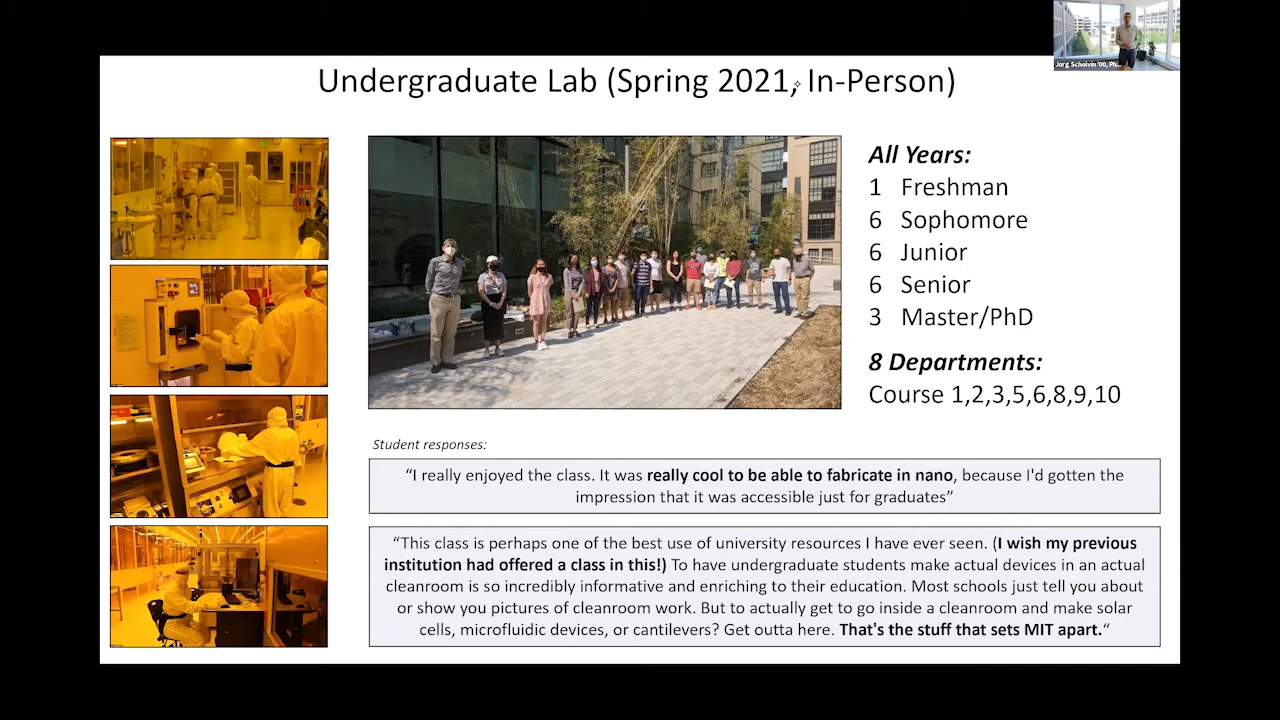 Jorg Scholvin '00, Ph...
Undergraduate Lab (Spring 2021, In-Person)
All Years:
1 Freshman
6 Sophomore
6 Junior
6 Senior
3 Master/PhD
8 Departments:
Course 1,2,3,5,6,8,9,10
Student responses:
“I really enjoyed the class. It was really cool to be able to fabricate in nano, because I'd gotten the
impression that it was accessible just for graduates”
“This class is perhaps one of the best use of university resources I have ever seen. (I wish my previous
institution had offered a class in this!) To have undergraduate students make actual devices in an actual
cleanroom is so incredibly informative and enriching to their education. Most schools just tell you about
or show you pictures of cleanroom work. But to actually get to go inside a cleanroom and make solar
cells, microfluidic devices, or cantilevers? Get outta here. That's the stuff that sets MIT apart.“